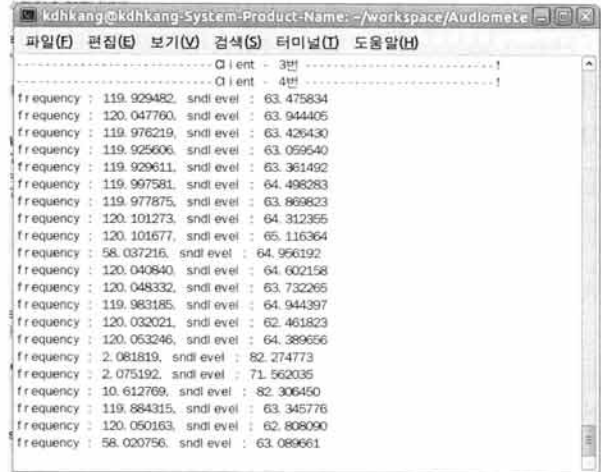 kdhkang@kdhkang-System-Product-Name: ~/workspace/Audiomete
파일(F) 편집(E) 보기(V) 검색(S) 터미널(T) 도움말(H)
------------------------------ Client - 3번 ------------------------------!
------------------------------ Client - 4번 ------------------------------!
frequency : 119.929482, sndlevel : 63.475834
frequency : 120.047760, sndlevel : 63.944405
frequency : 119.976219, sndlevel : 63.426430
frequency : 119.925606, sndlevel : 63.059540
frequency : 119.929611, sndlevel : 63.361492
frequency : 119.997581, sndlevel : 64.498283
frequency : 119.977875, sndlevel : 63.869823
frequency : 120.101273, sndlevel : 64.312355
frequency : 120.101677, sndlevel : 65.116364
frequency : 58.037216, sndlevel : 64.956192
frequency : 120.040840, sndlevel : 64.602158
frequency : 120.048332, sndlevel : 63.732265
frequency : 119.983185, sndlevel : 64.944397
frequency : 120.032021, sndlevel : 62.461823
frequency : 120.053246, sndlevel : 64.389656
frequency : 2.081819, sndlevel : 82.274773
frequency : 2.075192, sndlevel : 71.562035
frequency : 10.612769, sndlevel : 82.306450
frequency : 119.884315, sndlevel : 63.345776
frequency : 120.050163, sndlevel : 62.808090
frequency : 58.020756, sndlevel : 63.089661